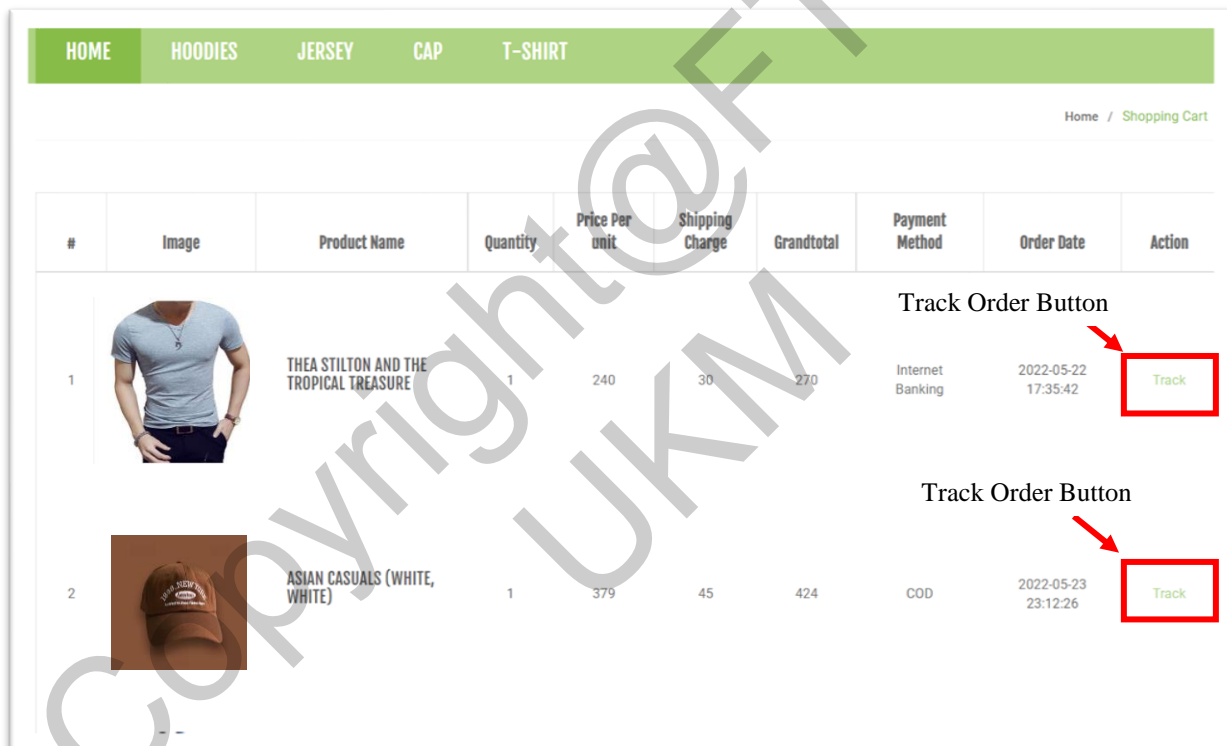 HOME HOODIES JERSEY CAP T-SHIRT
Home / Shopping Cart
# Image Product Name Quantity Price Per unit Shipping Charge Grandtotal Payment Method Order Date Action
Track Order Button
1 THEA STILTON AND THE TROPICAL TREASURE 1 240 30 270 Internet Banking 2022-05-22 17:35:42 Track
Track Order Button
2 ASIAN CASUALS (WHITE, WHITE) 1 379 45 424 COD 2022-05-23 23:12:26 Track
Copyright@FT
UKM